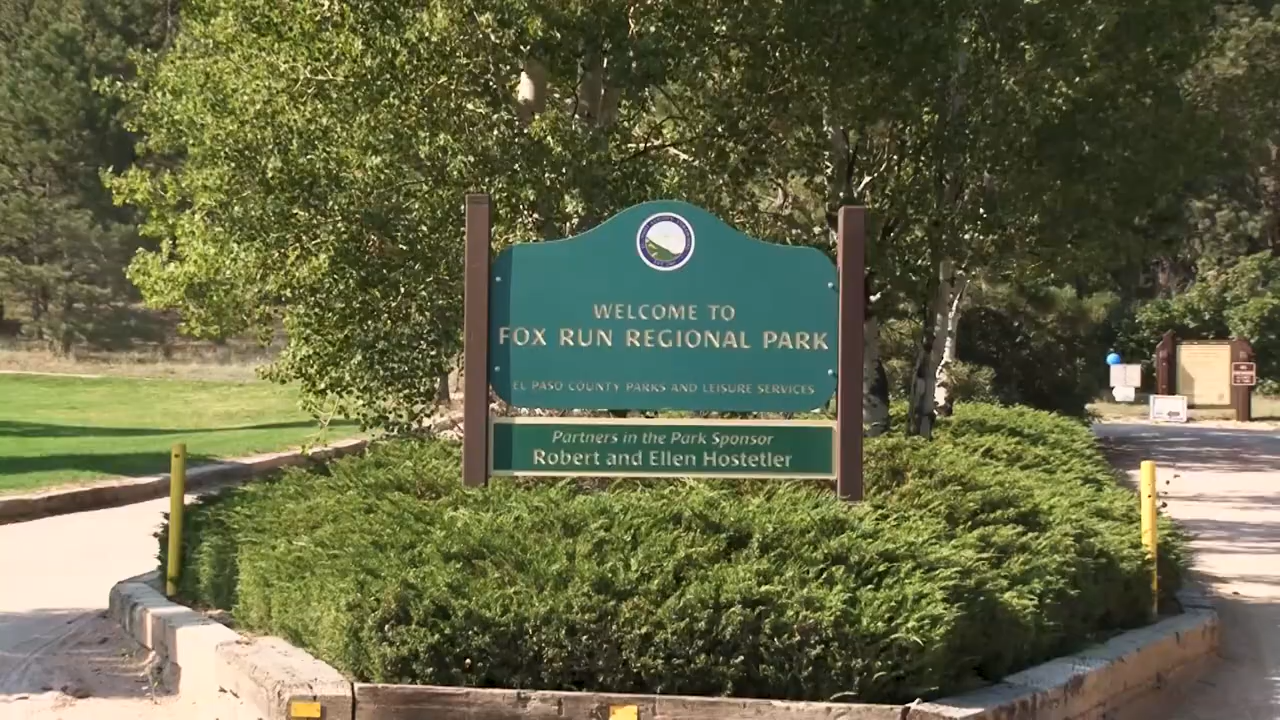 WELCOME TO
FOX RUN REGIONAL PARK
EL PASO COUNTY PARKS AND LEISURE SERVICES
Partners in the Park Sponsor
Robert and Ellen Hostetler